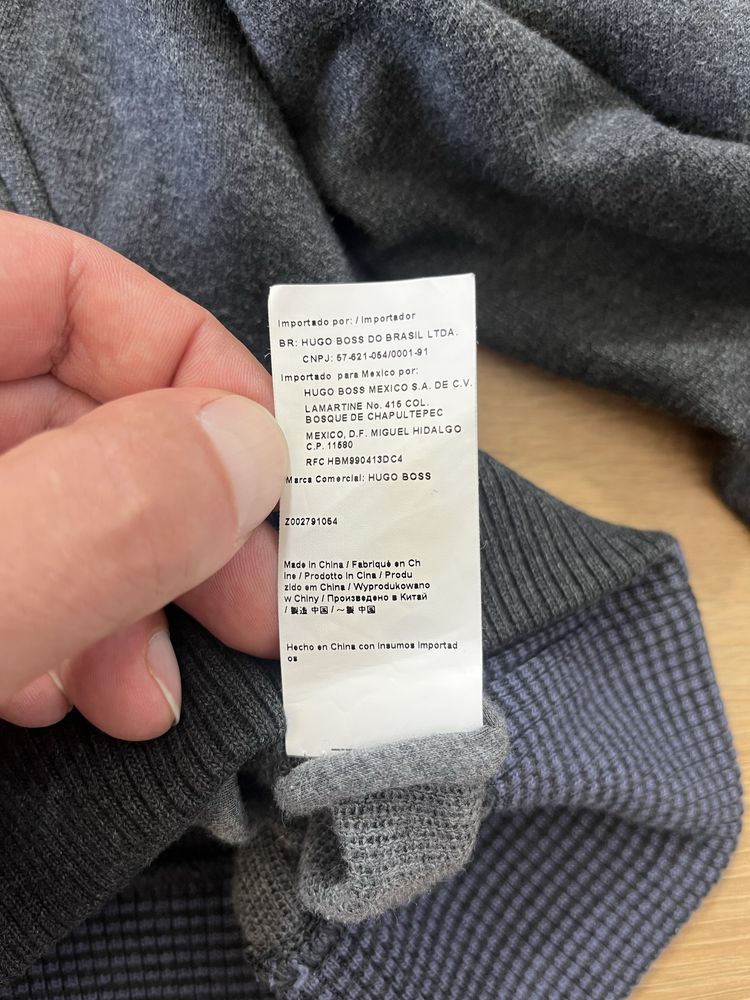 Importado por: / Importador
BR: HUGO BOSS DO BRASIL LTDA.
CNPJ: 57-621-054/0001-91
Importado para Mexico por:
HUGO BOSS MEXICO S.A. DE C.V.
LAMARTINE No. 415 COL.
BOSQUE DE CHAPULTEPEC
MEXICO, D.F. MIGUEL HIDALGO
C.P. 11580
RFC HBM990413DC4
Marca Comercial: HUGO BOSS
Z002791054
Made in China / Fabriqué en Ch
ine / Prodotto in Cina / Produ
zido em China / Wyprodukowano
w Chiny / Произведено в Китай
/ 製造 中国 / ～製 中国
Hecho en China con insumos importad
os